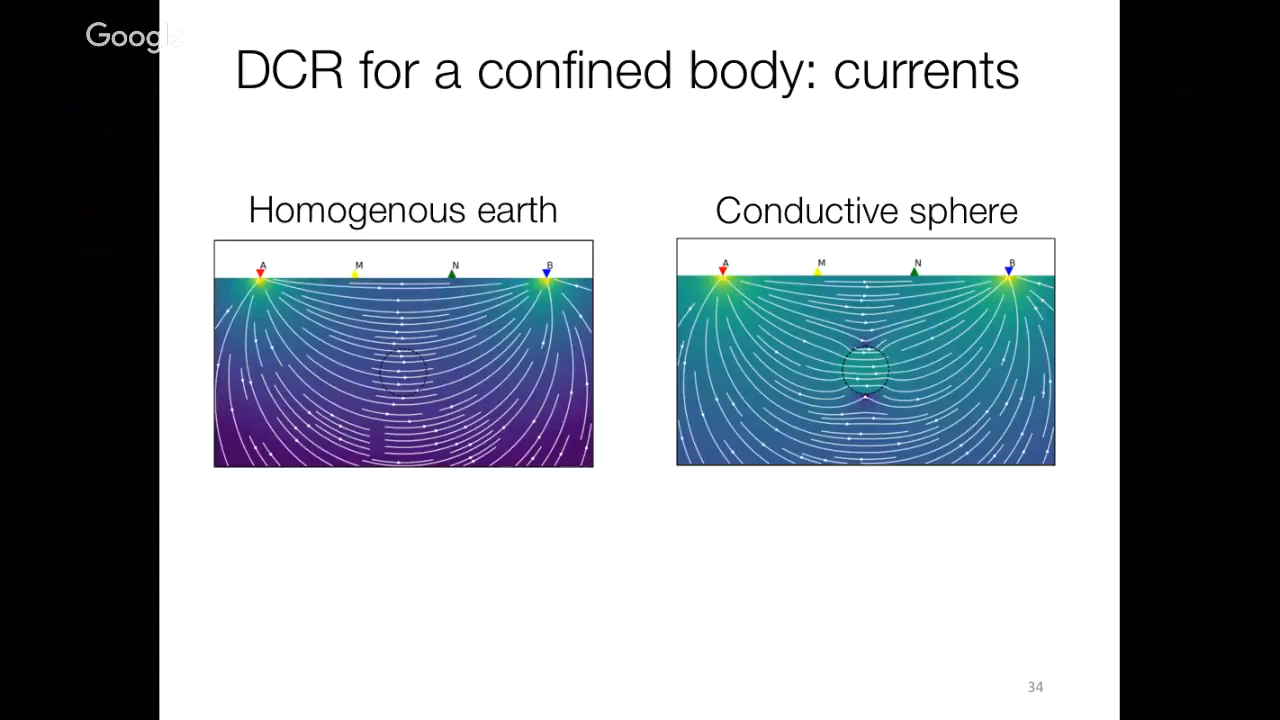 Google
DCR for a confined body: currents
Homogenous earth
Conductive sphere
A M N B
A M N B
34